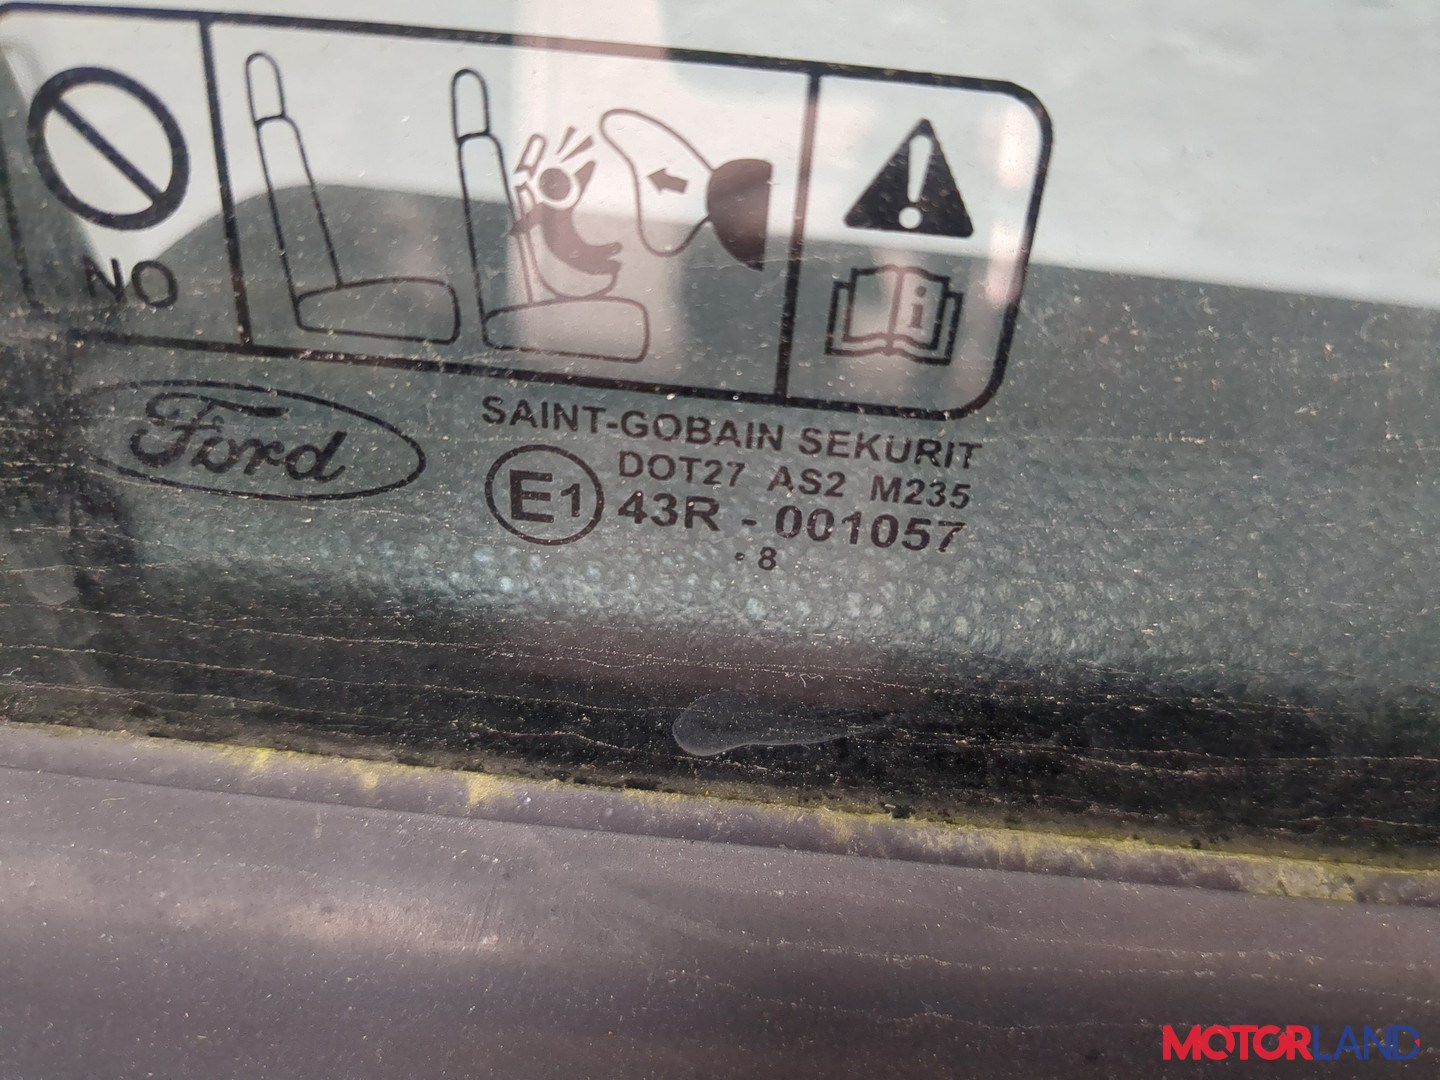 NO
i
Ford
SAINT-GOBAIN SEKURIT
DOT27 AS2 M235
E1 43R - 001057
. 8
MOTORLAND